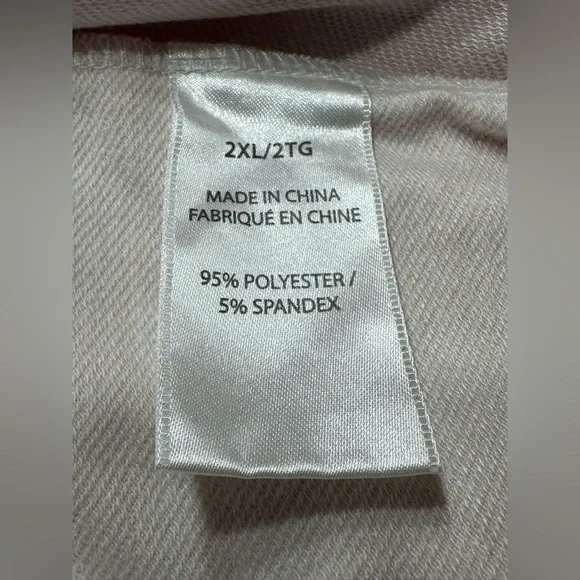 2XL/2TG
MADE IN CHINA
FABRIQUÉ EN CHINE
95% POLYESTER /
5% SPANDEX